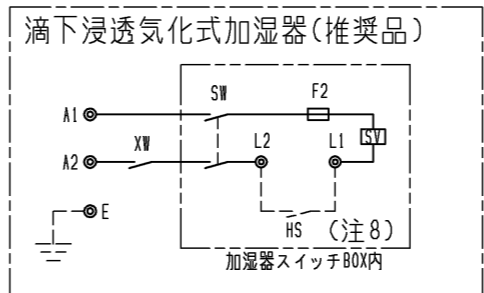 滴下浸透気化式加湿器(推奨品)
SW
F2
A1
SV
XW
L2
L1
A2
E
HS
(注8)
加湿器スイッチBOX内